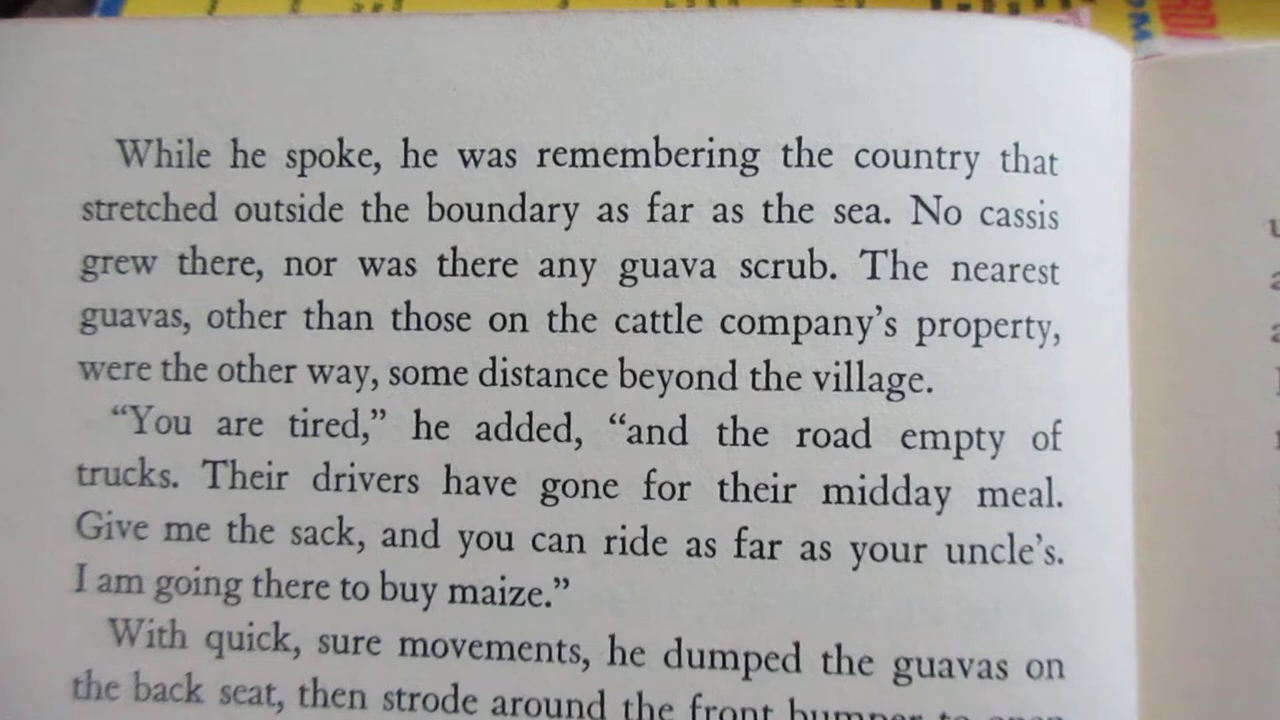 While he spoke, he was remembering the country that
stretched outside the boundary as far as the sea. No cassis
grew there, nor was there any guava scrub. The nearest
guavas, other than those on the cattle company's property,
were the other way, some distance beyond the village.
“You are tired,” he added, “and the road empty of
trucks. Their drivers have gone for their midday meal.
Give me the sack, and you can ride as far as your uncle's.
I am going there to buy maize.”
With quick, sure movements, he dumped the guavas on
the back seat, then strode around the front bumper to open